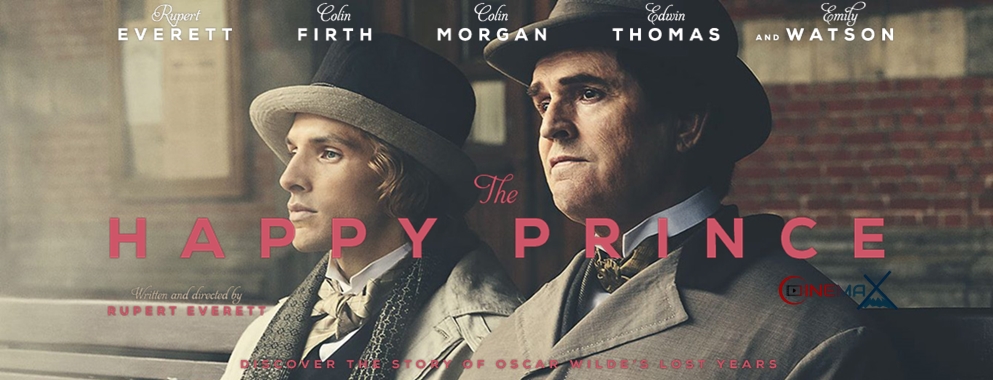 Rupert EVERETT
Colin FIRTH
Colin MORGAN
Edwin THOMAS
AND Emily WATSON
The
HAPPY PRINCE
CINEMAX
Written and directed by
RUPERT EVERETT
DISCOVER THE STORY OF OSCAR WILDE'S LOST YEARS